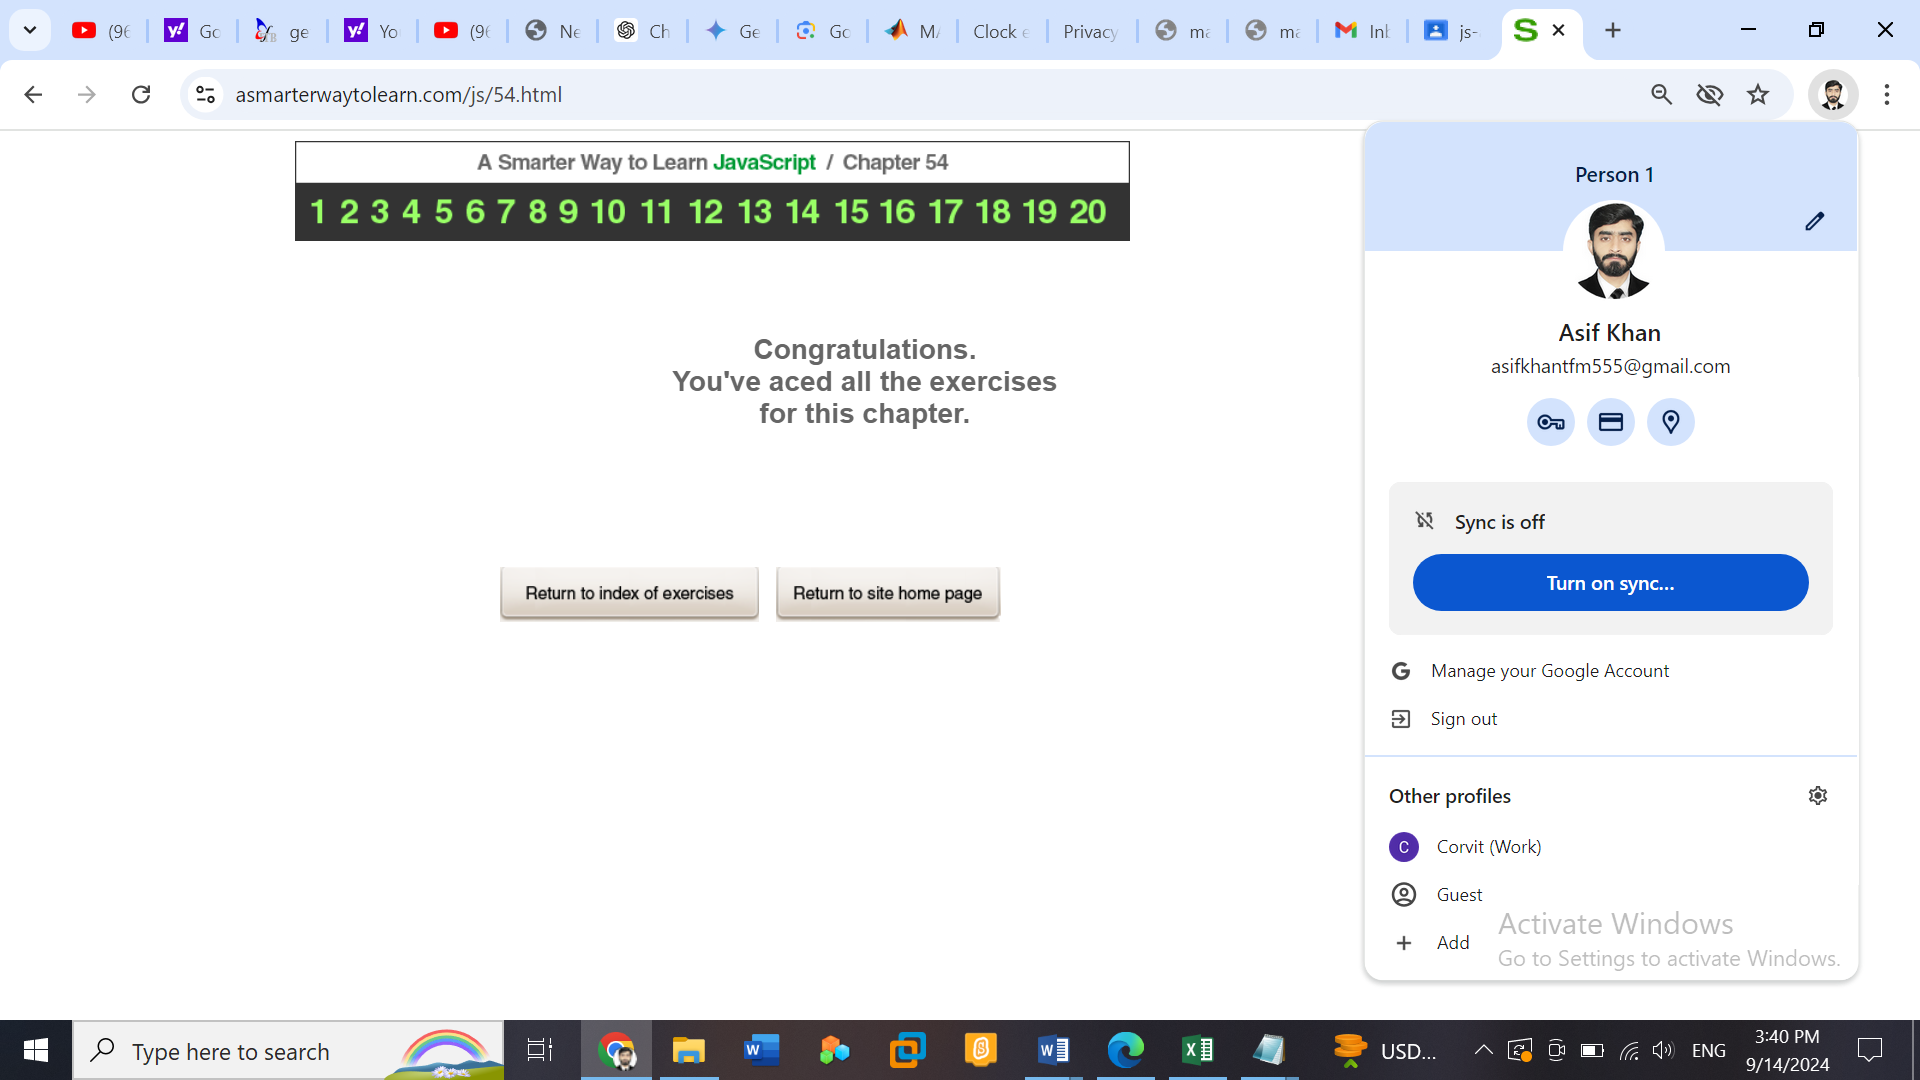 (96
Gc
ge
Yo
(96
Ne
Ch
Ge
Gc
MA
Clock e
Privacy
ma
ma
Inb
js-
asmarterwaytolearn.com/js/54.html
A Smarter Way to Learn JavaScript / Chapter 54
1 2 3 4 5 6 7 8 9 10 11 12 13 14 15 16 17 18 19 20
Congratulations.
You've aced all the exercises
for this chapter.
Return to index of exercises
Return to site home page
Person 1
Asif Khan
asifkhantfm555@gmail.com
Sync is off
Turn on sync...
Manage your Google Account
Sign out
Other profiles
C
Corvit (Work)
Guest
Add
Activate Windows
Go to Settings to activate Windows.
Type here to search
USD...
ENG
3:40 PM
9/14/2024